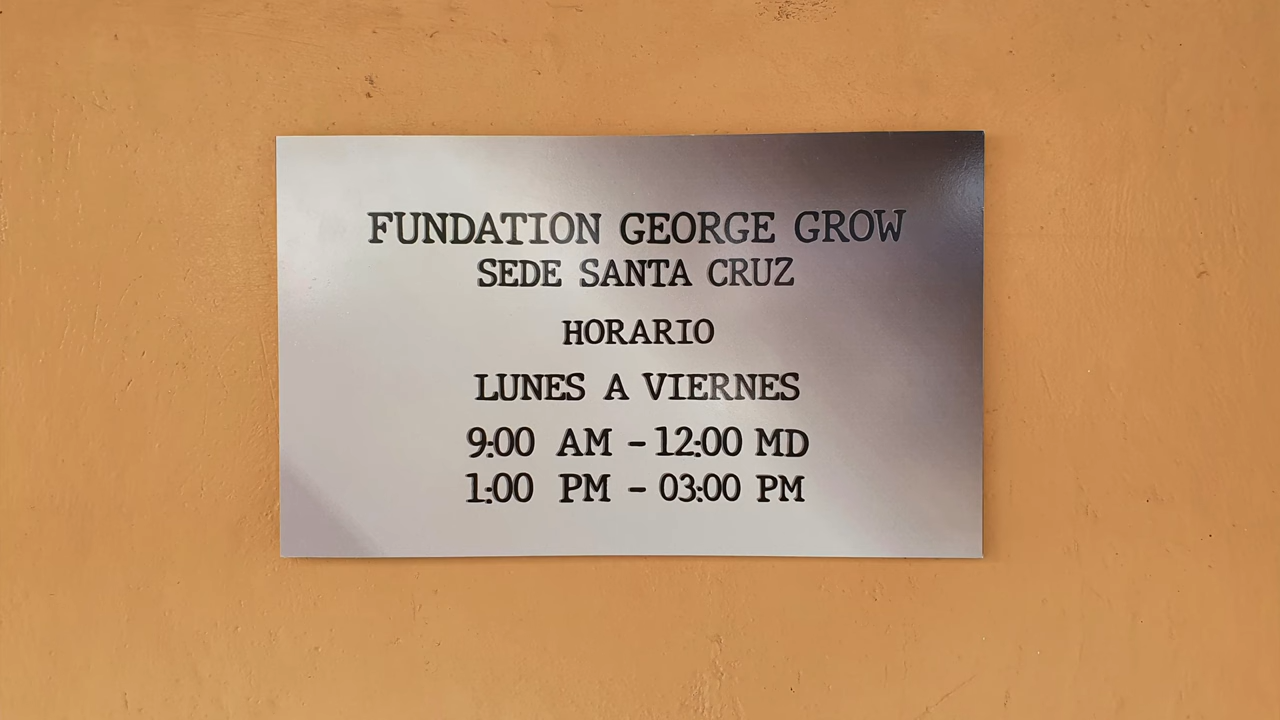 FUNDATION GEORGE GROW
SEDE SANTA CRUZ
HORARIO
LUNES A VIERNES
9:00 AM - 12:00 MD
1:00 PM - 03:00 PM